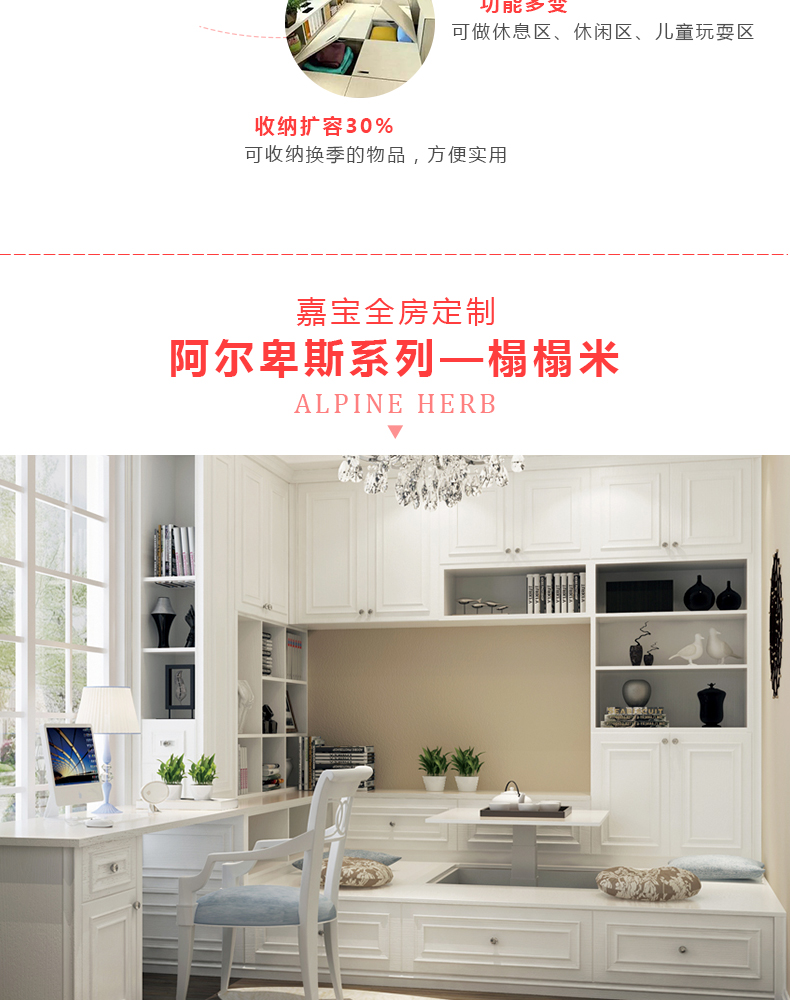 功能多变
可做休息区、休闲区、儿童玩耍区
收纳扩容30%
可收纳换季的物品，方便实用
嘉宝全房定制
阿尔卑斯系列—榻榻米
ALPINE HERB